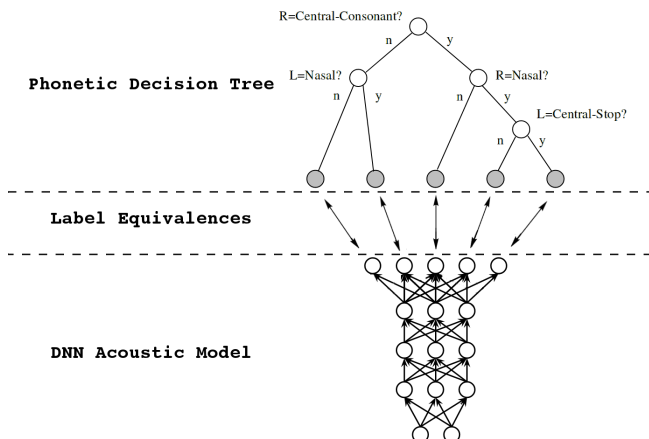 R=Central-Consonant?
n
y
Phonetic Decision Tree
L=Nasal?
R=Nasal?
n
y
n
y
L=Central-Stop?
n
y
Label Equivalences
DNN Acoustic Model